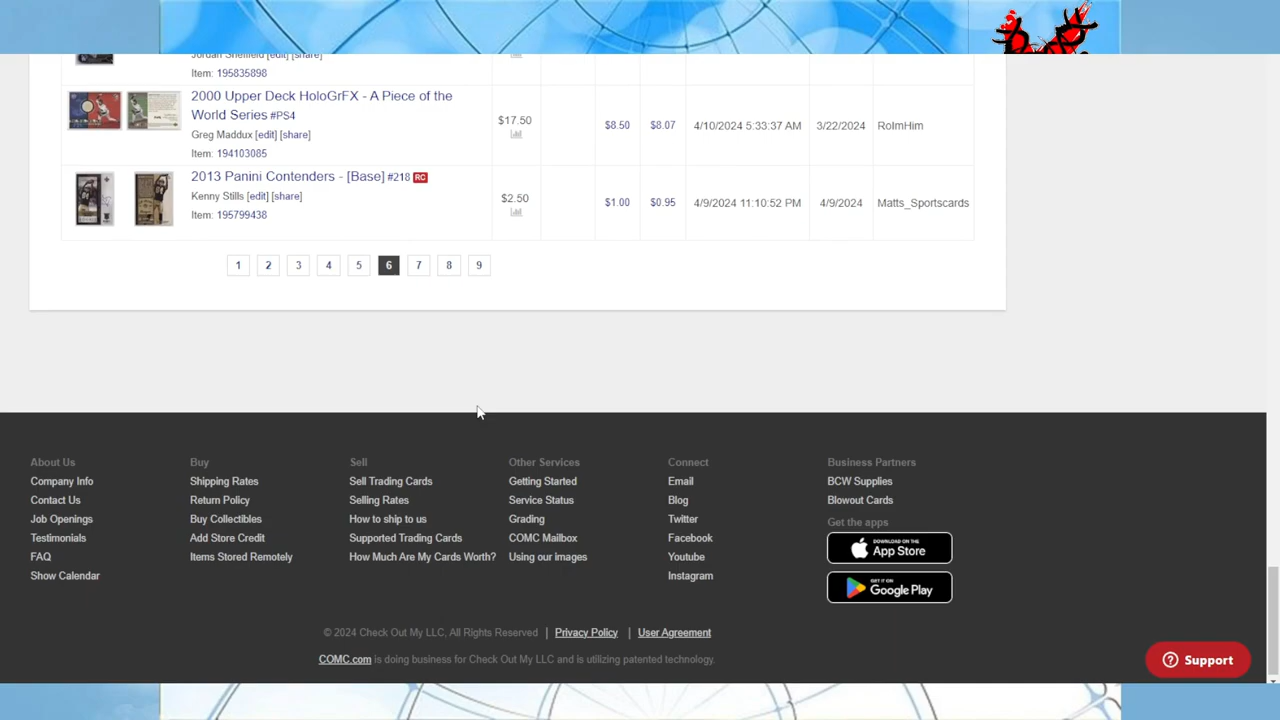 Jordan Sheffield [edit] [share]
Item: 195835898
2000 Upper Deck HoloGrFX - A Piece of the
World Series #PS4
Greg Maddux [edit] [share]
Item: 194103085
$17.50
$8.50
$8.07
4/10/2024 5:33:37 AM
3/22/2024
RolmHim
2013 Panini Contenders - [Base] #218 RC
Kenny Stills [edit] [share]
Item: 195799438
$2.50
$1.00
$0.95
4/9/2024 11:10:52 PM
4/9/2024
Matts_Sportscards
1 2 3 4 5 6 7 8 9
About Us
Company Info
Contact Us
Job Openings
Testimonials
FAQ
Show Calendar
Buy
Shipping Rates
Return Policy
Buy Collectibles
Add Store Credit
Items Stored Remotely
Sell
Sell Trading Cards
Selling Rates
How to ship to us
Supported Trading Cards
How Much Are My Cards Worth?
Other Services
Getting Started
Service Status
Grading
COMC Mailbox
Using our images
Connect
Email
Blog
Twitter
Facebook
Youtube
Instagram
Business Partners
BCW Supplies
Blowout Cards
Get the apps
Download on the
App Store
GET IT ON
Google Play
© 2024 Check Out My LLC, All Rights Reserved | Privacy Policy | User Agreement
COMC.com is doing business for Check Out My LLC and is utilizing patented technology.
Support